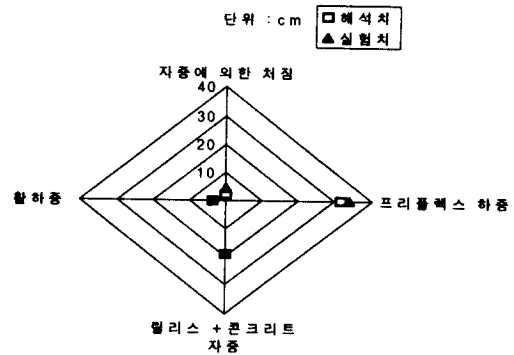 단위 : cm
해석치
실험치
자중에 의한 처짐
40
30
20
10
활하중
프리플렉스 하중
릴리스 + 콘크리트
자중